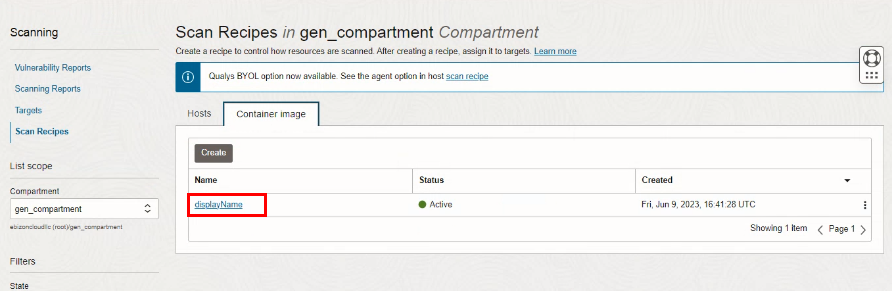 Scanning
Vulnerability Reports
Scanning Reports
Targets
Scan Recipes
List scope
Compartment
gen_compartment
ebizoncloudllc (root)/gen_compartment
Filters
State
Scan Recipes in gen_compartment Compartment
Create a recipe to control how resources are scanned. After creating a recipe, assign it to targets. Learn more
Qualys BYOL option now available. See the agent option in host scan recipe
Hosts Container image
Create
Name Status Created
displayName Active Fri, Jun 9, 2023, 16:41:28 UTC
Showing 1 item Page 1